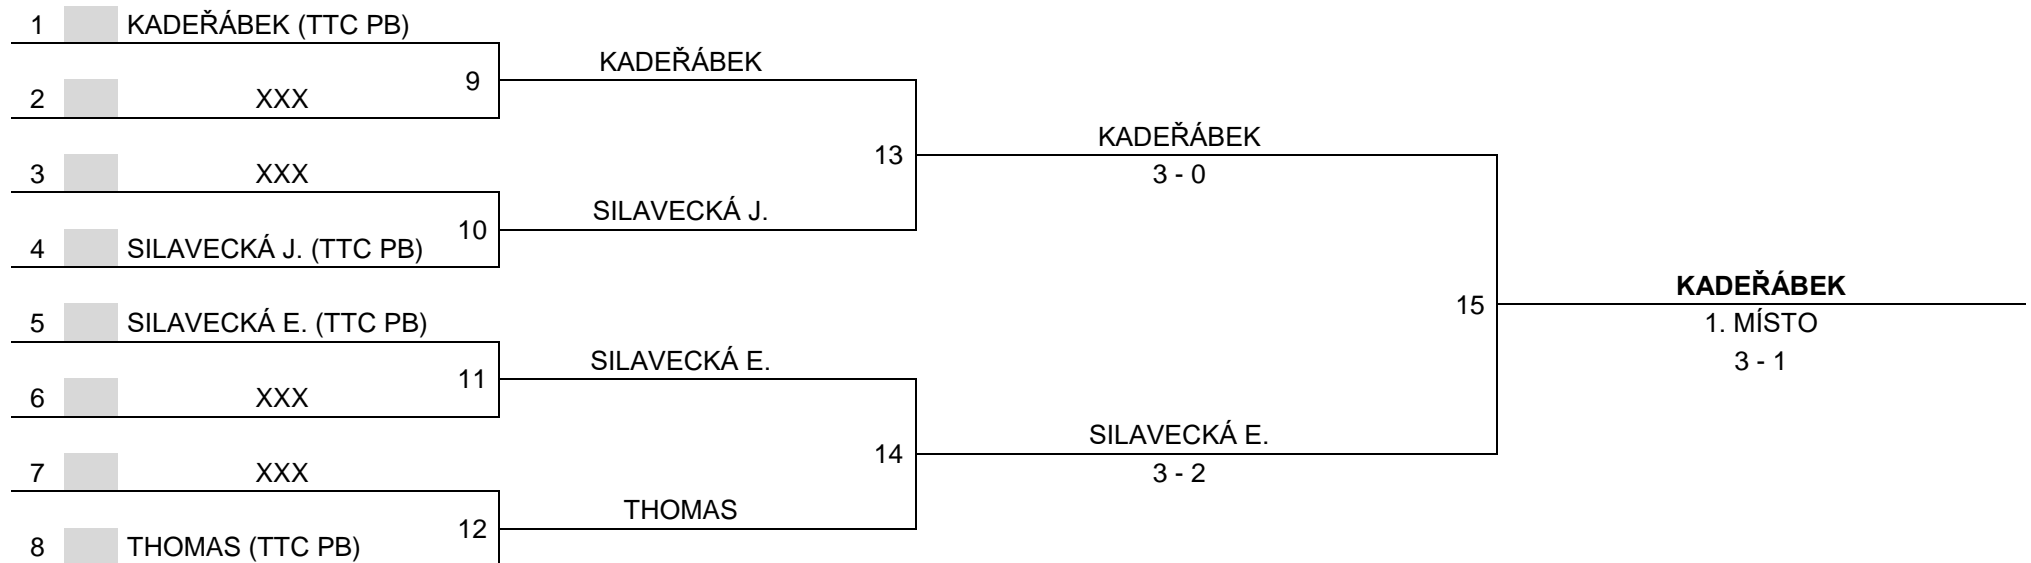 1 KADEŘÁBEK (TTC PB)
KADEŘÁBEK
9
2 XXX
KADEŘÁBEK
13
3 XXX
3 - 0
SILAVECKÁ J.
10
4 SILAVECKÁ J. (TTC PB)
KADEŘÁBEK
15
5 SILAVECKÁ E. (TTC PB)
1. MÍSTO
SILAVECKÁ E.
3 - 1
11
6 XXX
SILAVECKÁ E.
14
7 XXX
3 - 2
THOMAS
12
8 THOMAS (TTC PB)